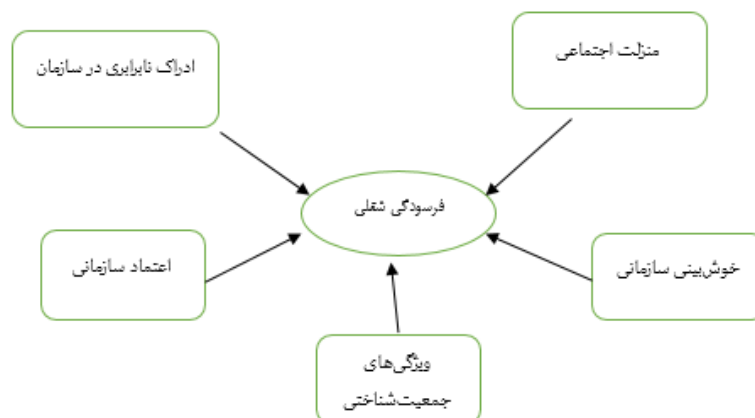 منزلت اجتماعی
ادراک نابرابری در سازمان
فرسودگی شغلی
خوش‌بینی سازمانی
اعتماد سازمانی
ویژگی‌های
جمعیت‌شناختی